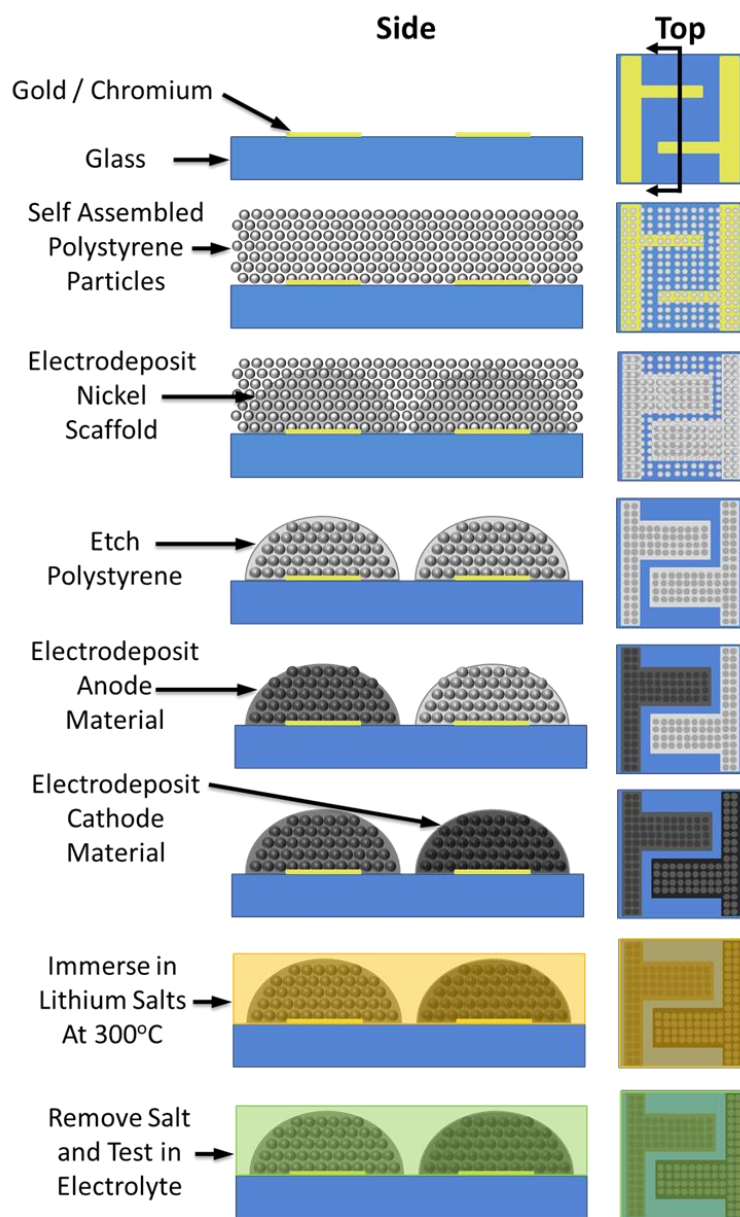 Side
Top
Gold / Chromium
Glass
Self Assembled
Polystyrene
Particles
Electrodeposit
Nickel
Scaffold
Etch
Polystyrene
Electrodeposit
Anode
Material
Electrodeposit
Cathode
Material
Immerse in
Lithium Salts
At 300°C
Remove Salt
and Test in
Electrolyte